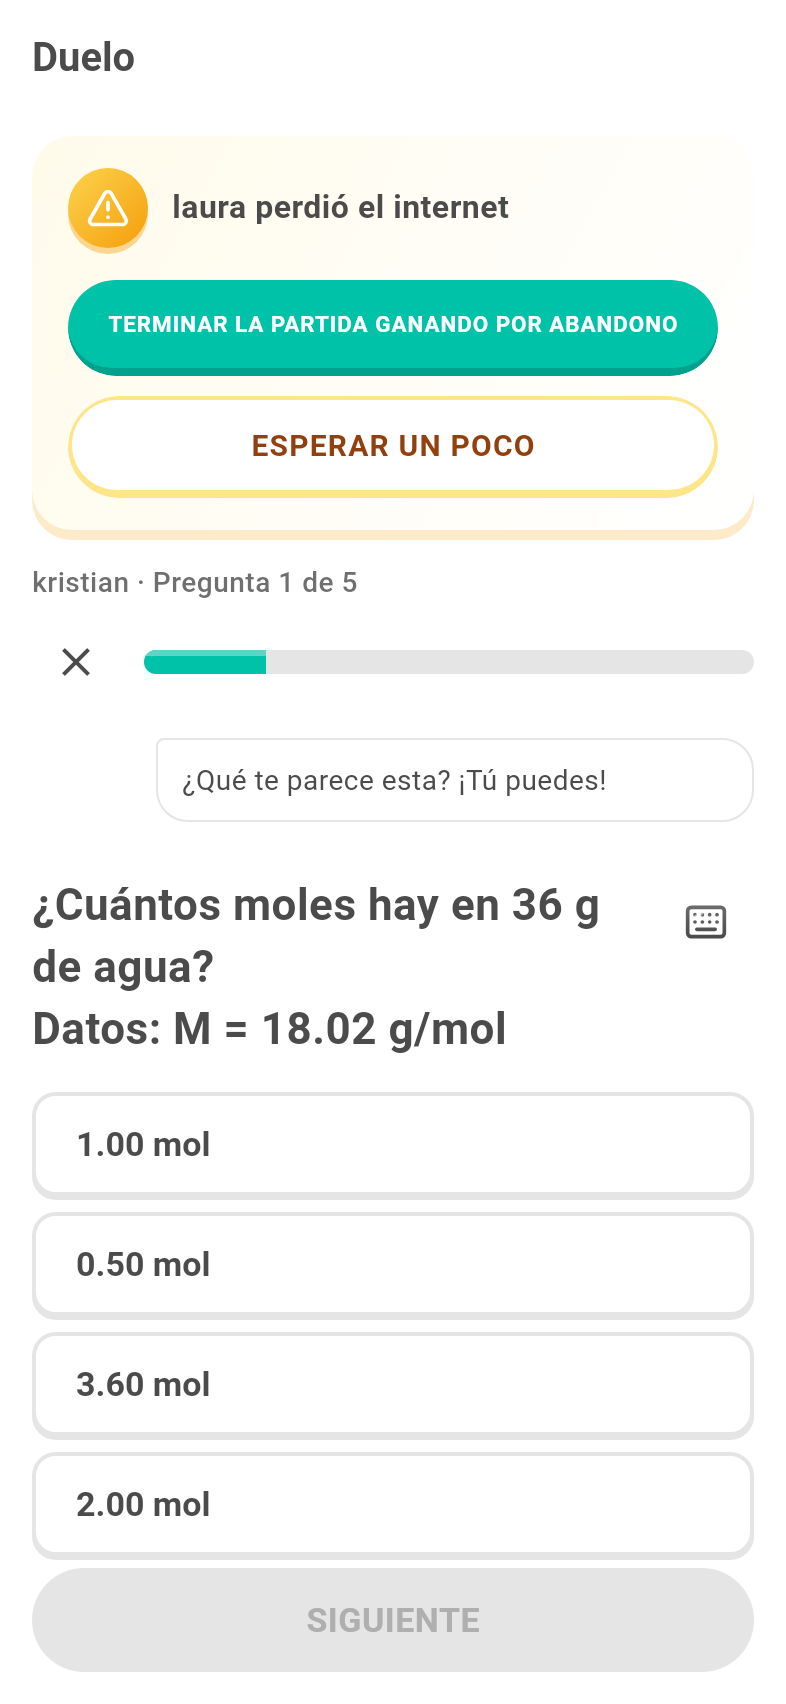 Duelo
laura perdió el internet
TERMINAR LA PARTIDA GANANDO POR ABANDONO
ESPERAR UN POCO
kristian · Pregunta 1 de 5
¿Qué te parece esta? ¡Tú puedes!
¿Cuántos moles hay en 36 g
de agua?
Datos: M = 18.02 g/mol
1.00 mol
0.50 mol
3.60 mol
2.00 mol
SIGUIENTE